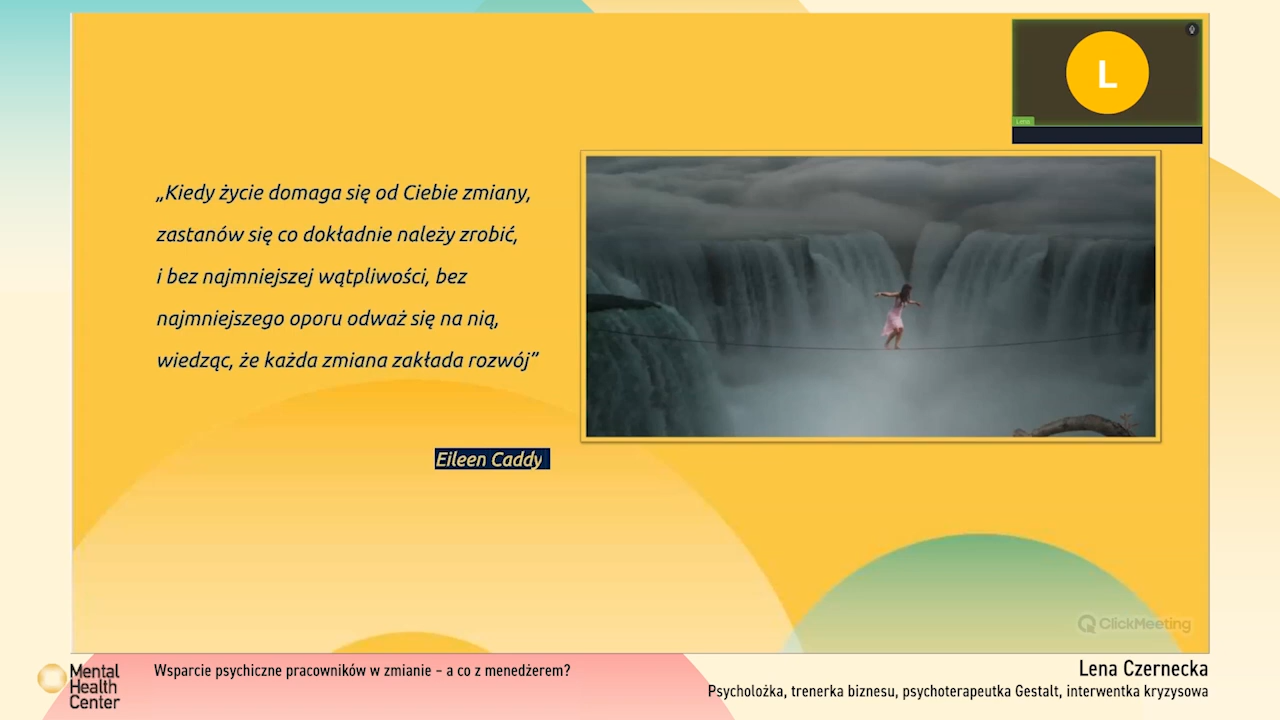 L
Lena
„Kiedy życie domaga się od Ciebie zmiany,
zastanów się co dokładnie należy zrobić,
i bez najmniejszej wątpliwości, bez
najmniejszego oporu odważ się na nią,
wiedząc, że każda zmiana zakłada rozwój”
Eileen Caddy
ClickMeeting
Mental
Health
Center
Wsparcie psychiczne pracowników w zmianie – a co z menedżerem?
Lena Czernecka
Psycholożka, trenerka biznesu, psychoterapeutka Gestalt, interwentka kryzysowa